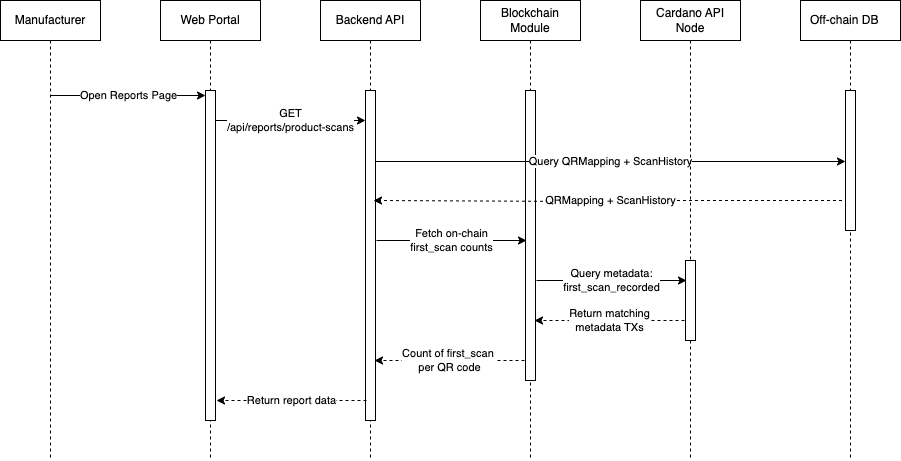 Manufacturer
Web Portal
Backend API
Blockchain
Module
Cardano API
Node
Off-chain DB
Open Reports Page
GET
/api/reports/product-scans
Query QRMapping + ScanHistory
QRMapping + ScanHistory
Fetch on-chain
first_scan counts
Query metadata:
first_scan_recorded
Return matching
metadata TXs
Count of first_scan
per QR code
Return report data